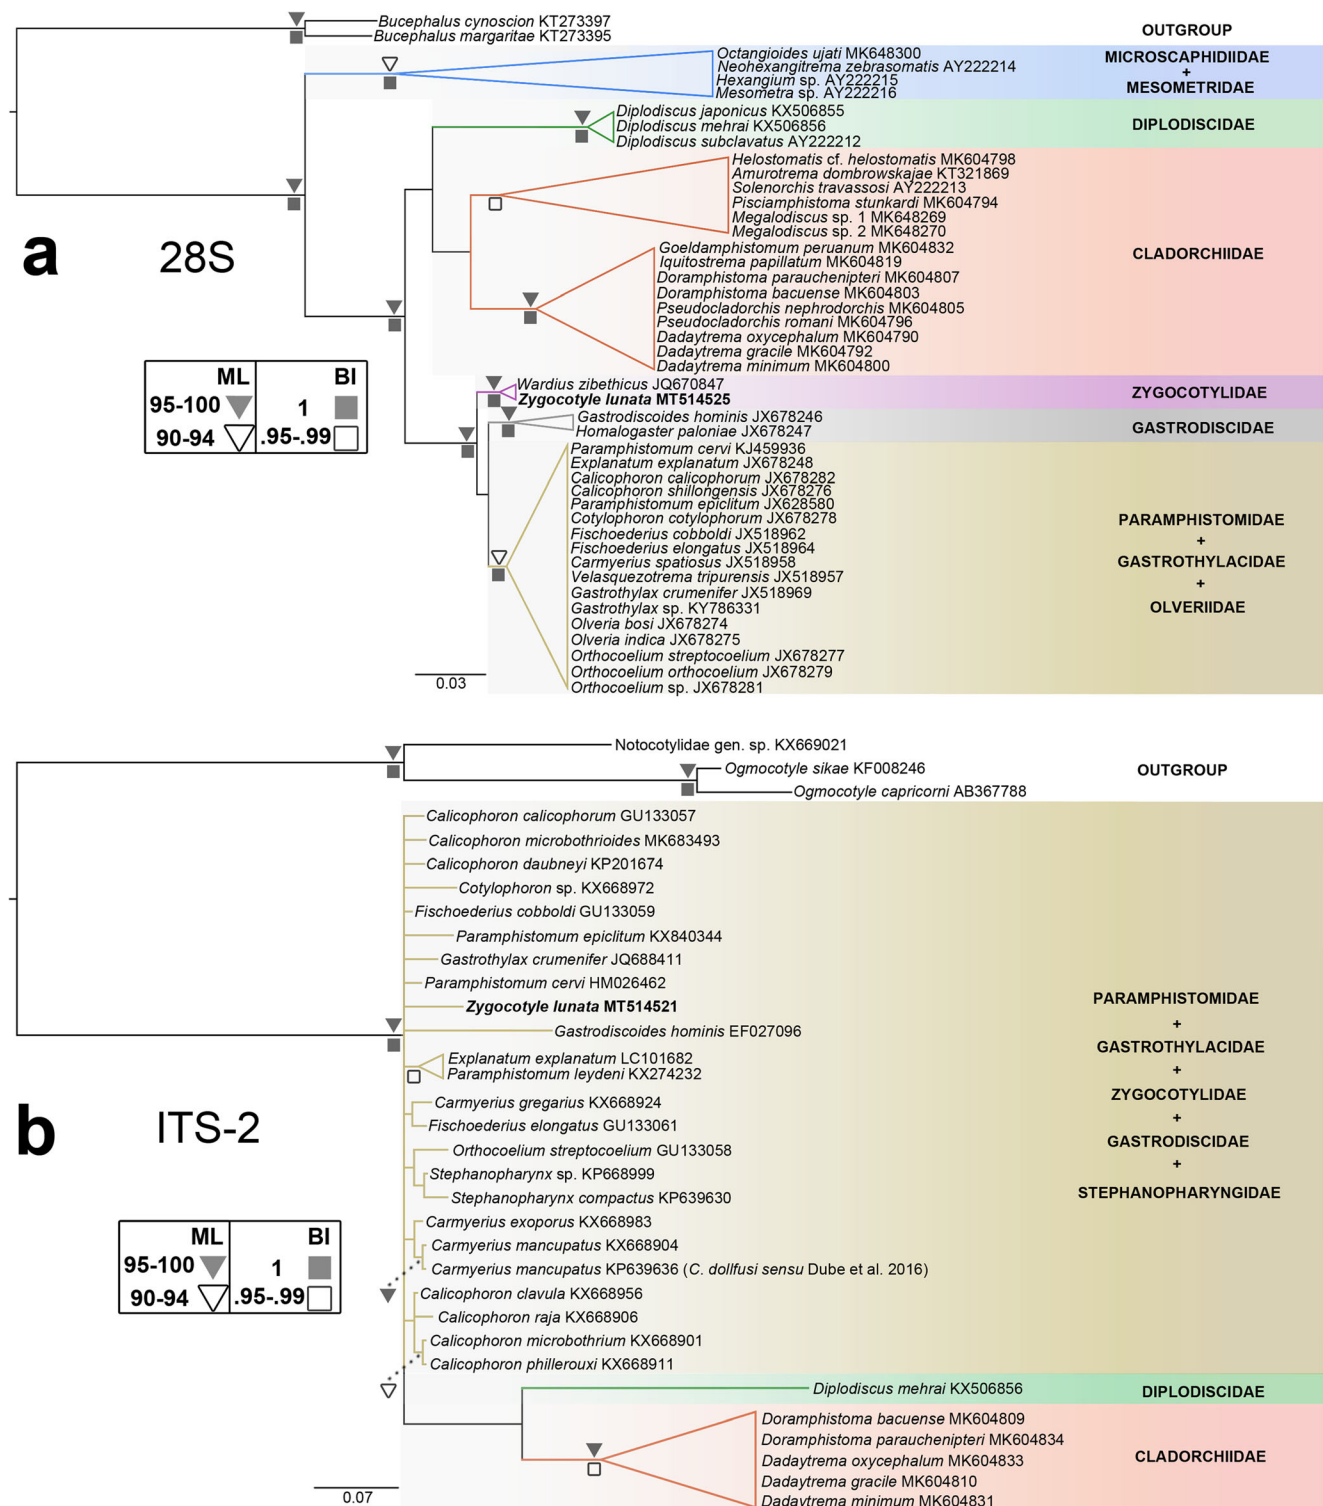 Bucephalus cynoscion KT273397
Bucephalus margaritae KT273395
OUTGROUP
Octangioides ujati MK648300
Neohexangitrema zebrasomatis AY222214
Hexangium sp. AY222215
Mesometra sp. AY222216
MICROSCAPHIDIIDAE
+
MESOMETRIDAE
Diplodiscus japonicus KX506855
Diplodiscus mehrai KX506856
Diplodiscus subclavatus AY222212
DIPLODISCIDAE
Helostomatis cf. helostomatis MK604798
Amurotrema dombrowskajae KT321869
Solenorchis travassosi AY222213
Pisciamphistoma stunkardi MK604794
Megalodiscus sp. 1 MK648269
Megalodiscus sp. 2 MK648270
Goeldamphistomum peruanum MK604832
Iquitostrema papillatum MK604819
Doramphistoma parauchenipteri MK604807
Doramphistoma bacuense MK604803
Pseudocladorchis nephrodorchis MK604805
Pseudocladorchis romani MK604796
Dadaytrema oxycephalum MK604790
Dadaytrema gracile MK604792
Dadaytrema minimum MK604800
CLADORCHIIDAE
a 28S
ML BI
95-100 1
90-94 .95-.99
Wardius zibethicus JQ670847
Zygocotyle lunata MT514525
ZYGOCOTYLIDAE
Gastrodiscoides hominis JX678246
Homalogaster paloniae JX678247
GASTRODISCIDAE
Paramphistomum cervi KJ459936
Explanatum explanatum JX678248
Calicophoron calicophorum JX678282
Calicophoron shillongensis JX678276
Paramphistomum epiclitum JX628580
Cotylophoron cotylophorum JX678278
Fischoederius cobboldi JX518962
Fischoederius elongatus JX518964
Carmyerius spatiosus JX518958
Velasquezotrema tripurensis JX518957
Gastrothylax crumenifer JX518969
Gastrothylax sp. KY786331
Olveria bosi JX678274
Olveria indica JX678275
Orthocoelium streptocoelium JX678277
Orthocoelium orthocoelium JX678279
Orthocoelium sp. JX678281
PARAMPHISTOMIDAE
+
GASTROTHYLACIDAE
+
OLVERIIDAE
0.03
Notocotylidae gen. sp. KX669021
Ogmocotyle sikae KF008246
Ogmocotyle capricorni AB367788
OUTGROUP
Calicophoron calicophorum GU133057
Calicophoron microbothrioides MK683493
Calicophoron daubneyi KP201674
Cotylophoron sp. KX668972
Fischoederius cobboldi GU133059
Paramphistomum epiclitum KX840344
Gastrothylax crumenifer JQ688411
Paramphistomum cervi HM026462
Zygocotyle lunata MT514521
Gastrodiscoides hominis EF027096
Explanatum explanatum LC101682
Paramphistomum leydeni KX274232
Carmyerius gregarius KX668924
Fischoederius elongatus GU133061
Orthocoelium streptocoelium GU133058
Stephanopharynx sp. KP668999
Stephanopharynx compactus KP639630
Carmyerius exoporus KX668983
Carmyerius mancupatus KX668904
Carmyerius mancupatus KP639636 (C. dollfusi sensu Dube et al. 2016)
Calicophoron clavula KX668956
Calicophoron raja KX668906
Calicophoron microbothrium KX668901
Calicophoron phillerouxi KX668911
PARAMPHISTOMIDAE
+
GASTROTHYLACIDAE
+
ZYGOCOTYLIDAE
+
GASTRODISCIDAE
+
STEPHANOPHARYNGIDAE
b ITS-2
ML BI
95-100 1
90-94 .95-.99
Diplodiscus mehrai KX506856
DIPLODISCIDAE
Doramphistoma bacuense MK604809
Doramphistoma parauchenipteri MK604834
Dadaytrema oxycephalum MK604833
Dadaytrema gracile MK604810
Dadaytrema minimum MK604831
CLADORCHIIDAE
0.07